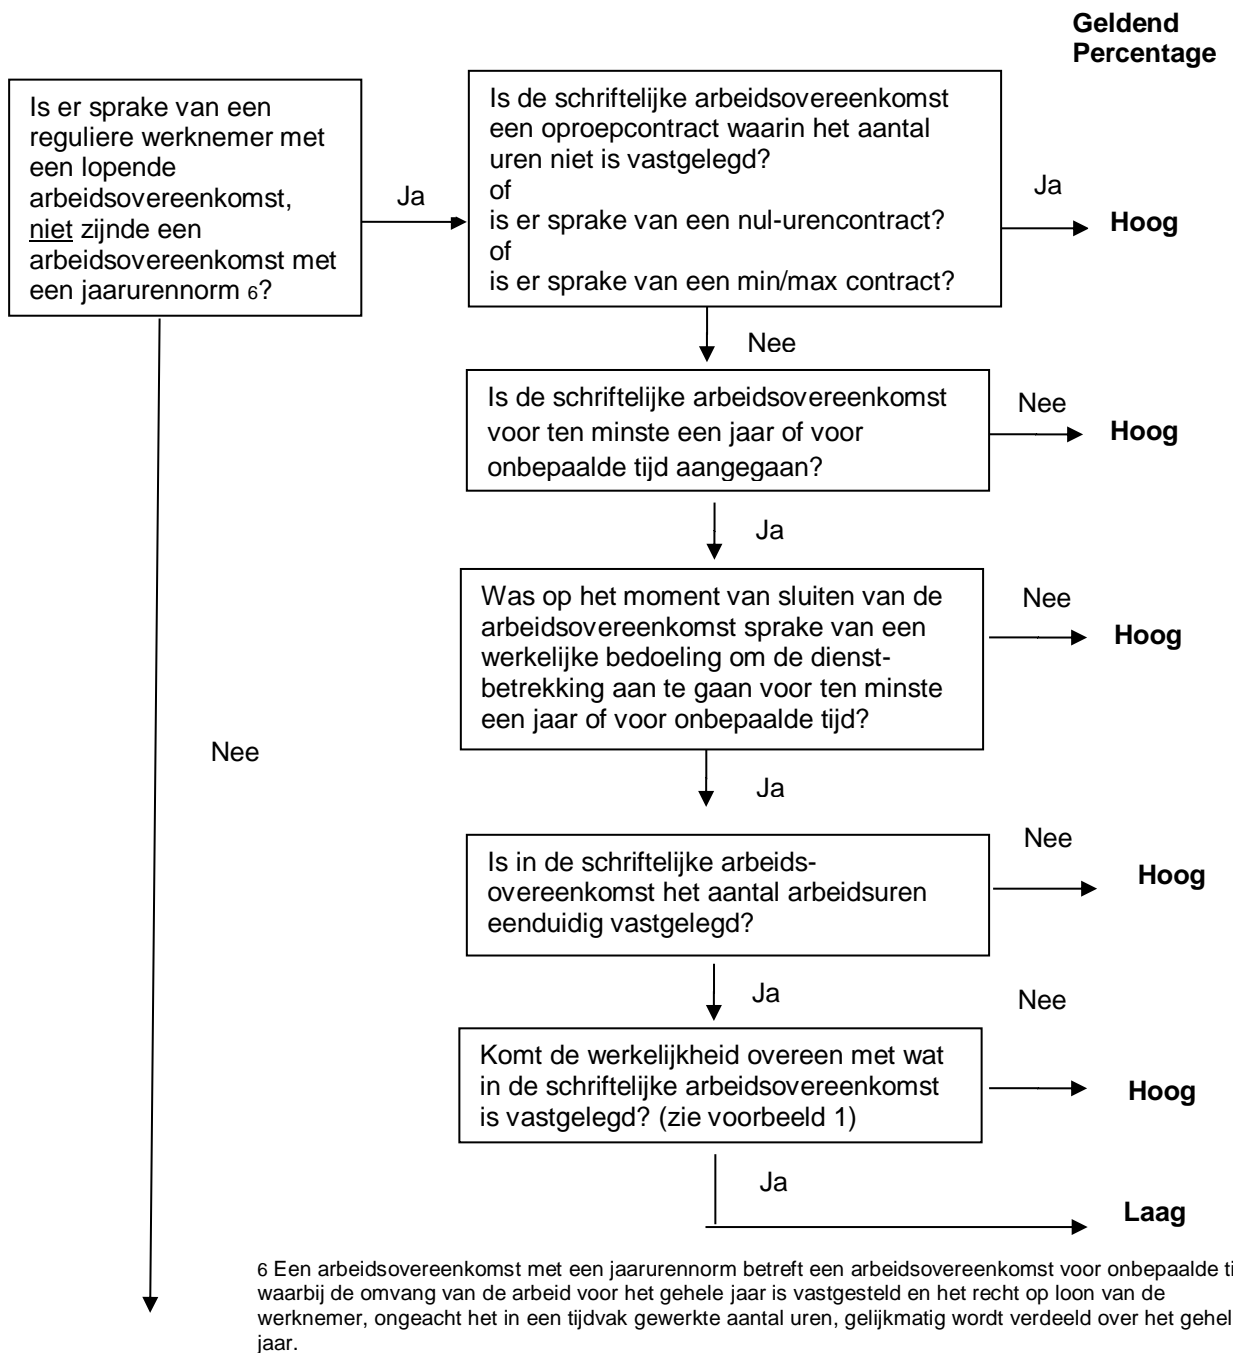 Geldend
Percentage
Is er sprake van een
reguliere werknemer met
een lopende
arbeidsovereenkomst,
niet zijnde een
arbeidsovereenkomst met
een jaarurennorm 6?
Ja
Is de schriftelijke arbeidsovereenkomst
een oproepcontract waarin het aantal
uren niet is vastgelegd?
of
is er sprake van een nul-urencontract?
of
is er sprake van een min/max contract?
Ja
Hoog
Nee
Is de schriftelijke arbeidsovereenkomst
voor ten minste een jaar of voor
onbepaalde tijd aangegaan?
Nee
Hoog
Ja
Was op het moment van sluiten van de
arbeidsovereenkomst sprake van een
werkelijke bedoeling om de dienst-
betrekking aan te gaan voor ten minste
een jaar of voor onbepaalde tijd?
Nee
Hoog
Nee
Ja
Is in de schriftelijke arbeids-
overeenkomst het aantal arbeidsuren
eenduidig vastgelegd?
Nee
Hoog
Ja
Nee
Komt de werkelijkheid overeen met wat
in de schriftelijke arbeidsovereenkomst
is vastgelegd? (zie voorbeeld 1)
Hoog
Ja
Laag
6 Een arbeidsovereenkomst met een jaarurennorm betreft een arbeidsovereenkomst voor onbepaalde ti
waarbij de omvang van de arbeid voor het gehele jaar is vastgesteld en het recht op loon van de
werknemer, ongeacht het in een tijdvak gewerkte aantal uren, gelijkmatig wordt verdeeld over het gehel
jaar.